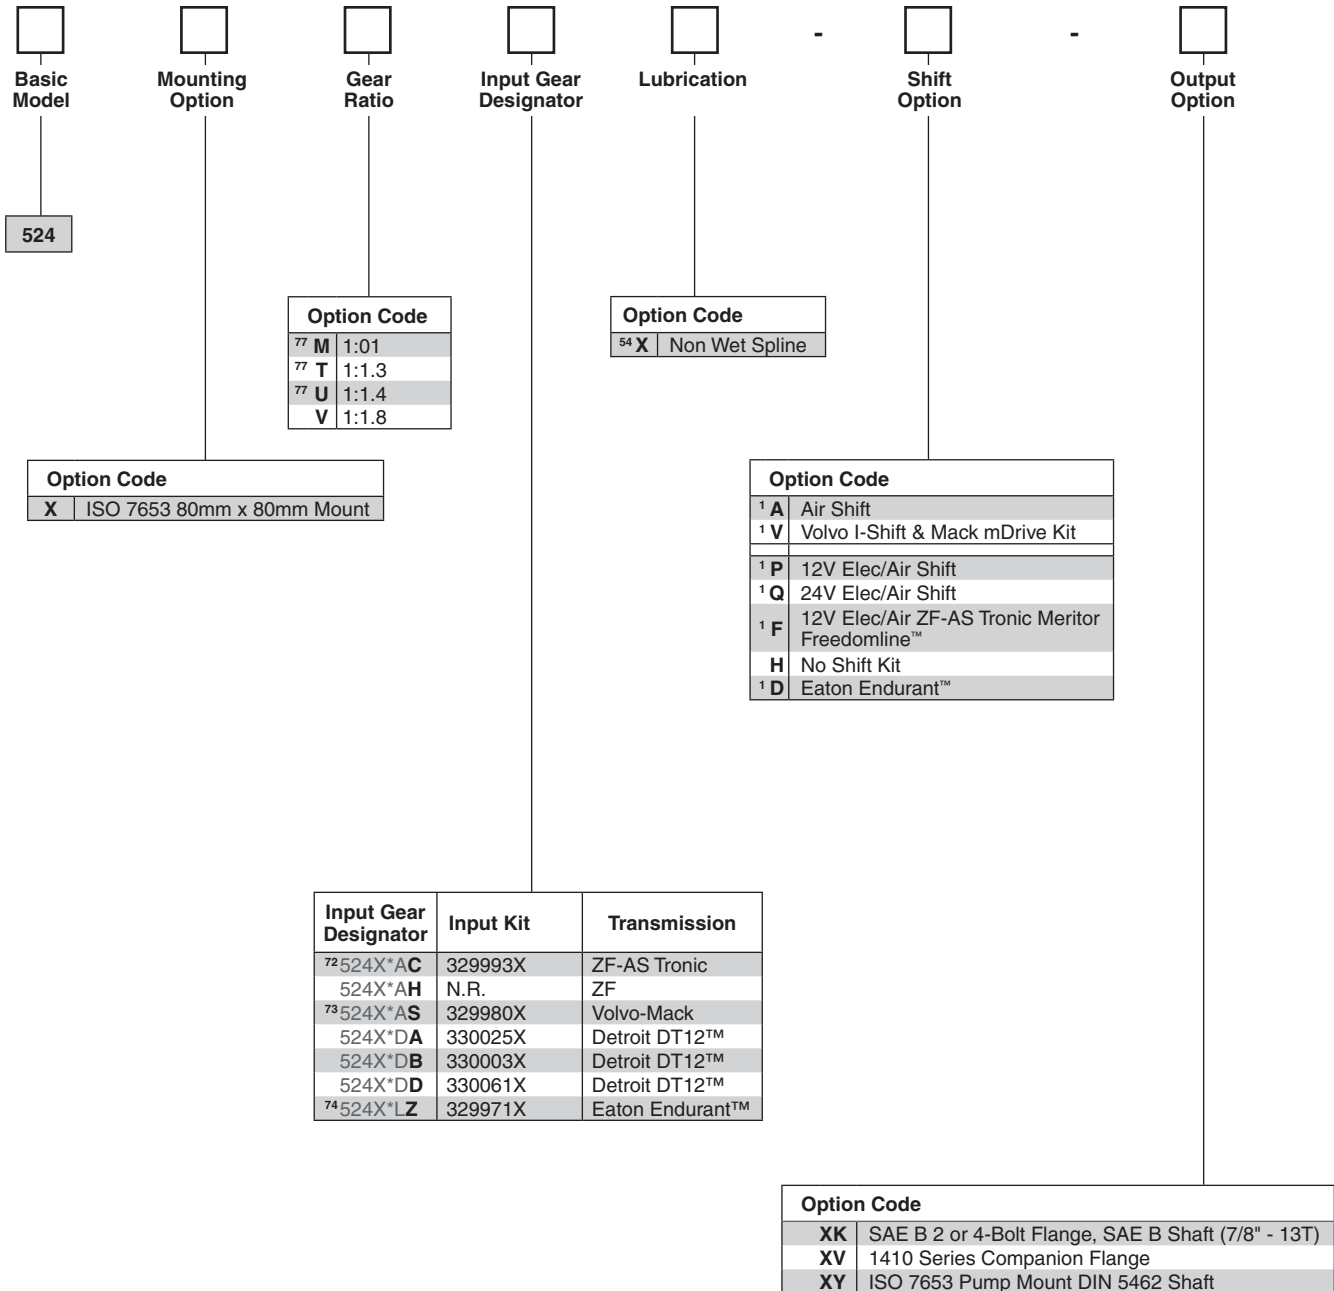 - -
Basic Model
Mounting Option
Gear Ratio
Input Gear Designator
Lubrication
Shift Option
Output Option
524
Option Code
77 M 1:01
77 T 1:1.3
77 U 1:1.4
V 1:1.8
Option Code
54 X Non Wet Spline
Option Code
X ISO 7653 80mm x 80mm Mount
Option Code
1 A Air Shift
1 V Volvo I-Shift & Mack mDrive Kit
1 P 12V Elec/Air Shift
1 Q 24V Elec/Air Shift
1 F 12V Elec/Air ZF-AS Tronic Meritor
Freedomline™
H No Shift Kit
1 D Eaton Endurant™
Input Gear Designator Input Kit Transmission
72 524X*AC 329993X ZF-AS Tronic
524X*AH N.R. ZF
73 524X*AS 329980X Volvo-Mack
524X*DA 330025X Detroit DT12™
524X*DB 330003X Detroit DT12™
524X*DD 330061X Detroit DT12™
74 524X*LZ 329971X Eaton Endurant™
Option Code
XK SAE B 2 or 4-Bolt Flange, SAE B Shaft (7/8" - 13T)
XV 1410 Series Companion Flange
XY ISO 7653 Pump Mount DIN 5462 Shaft